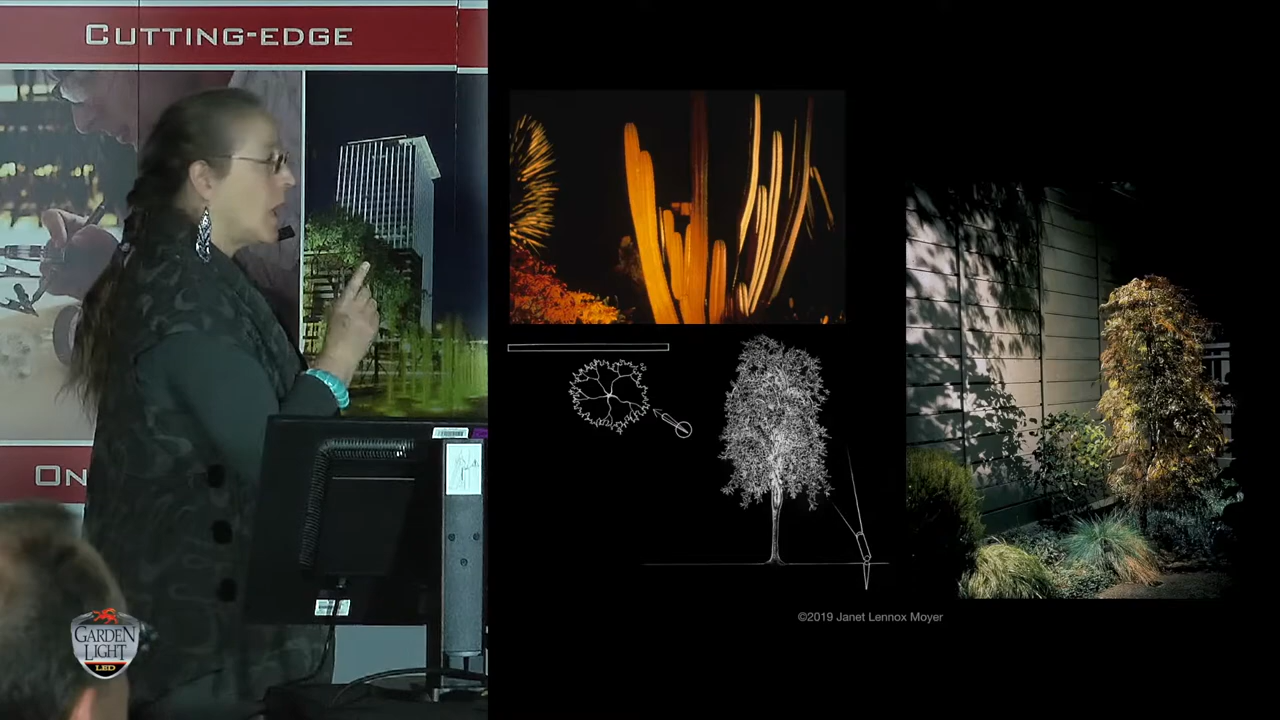 CUTTING-EDGE
ON
GARDEN
LIGHT
LED
©2019 Janet Lennox Moyer